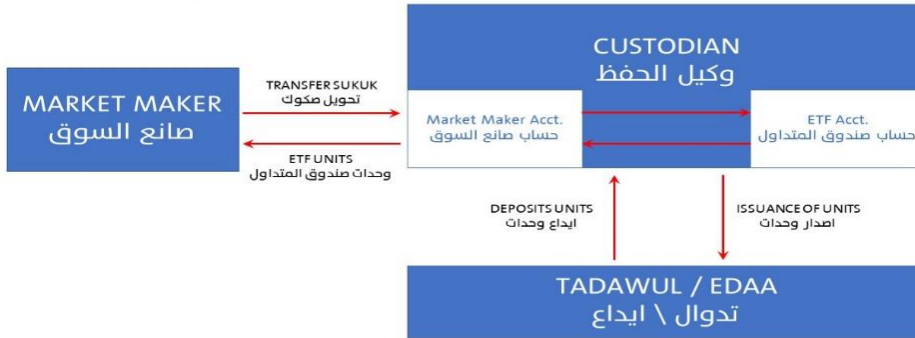 CUSTODIAN
وكيل الحفظ
MARKET MAKER
صانع السوق
TRANSFER SUKUK
تحويل صكوك
ETF UNITS
وحدات صندوق المتداول
Market Maker Acct.
حساب صانع السوق
ETF Acct.
حساب صندوق المتداول
DEPOSITS UNITS
ايداع وحدات
ISSUANCE OF UNITS
اصدار وحدات
TADAWUL / EDAA
تدوال \ ايداع